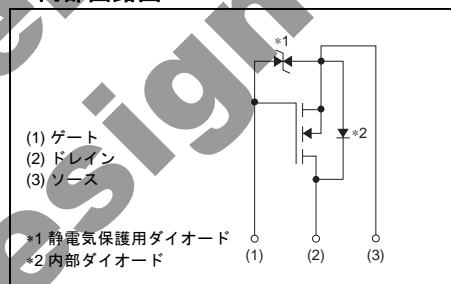 内部回路図
*1
*2
(1) ゲート
(2) ドレイン
(3) ソース
*1 静電気保護用ダイオード
*2 内部ダイオード
(1)
(2)
(3)
esign